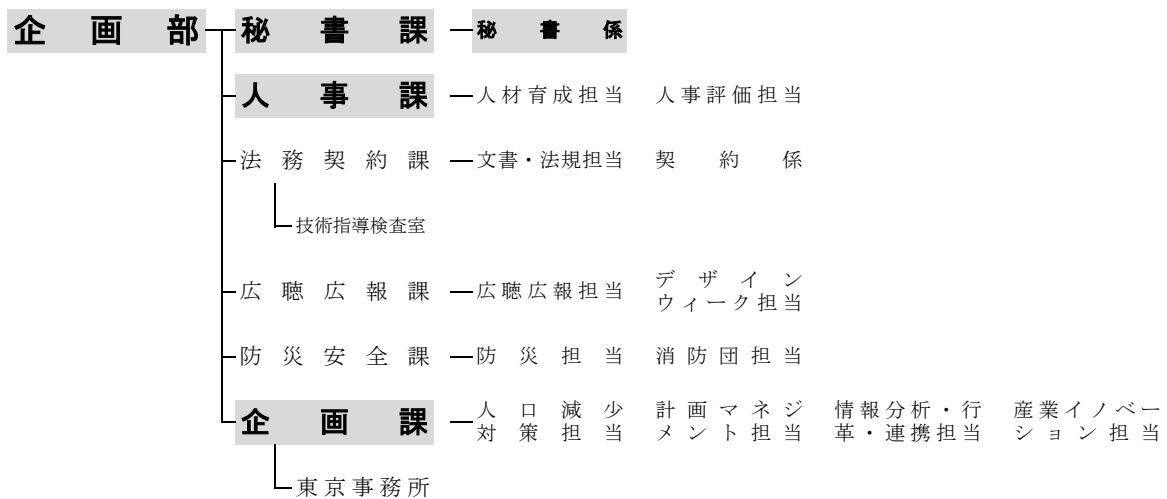 企画部 秘書課 秘書係
人事課 人材育成担当 人事評価担当
法務契約課 文書・法規担当 契約係
技術指導検査室
広聴広報課 広聴広報担当 デザイン
ウィーク担当
防災安全課 防災担当 消防団担当
企画課 人口減少 計画マネジ 情報分析・行 産業イノベー
対策担当 メント担当 革・連携担当 ション担当
東京事務所